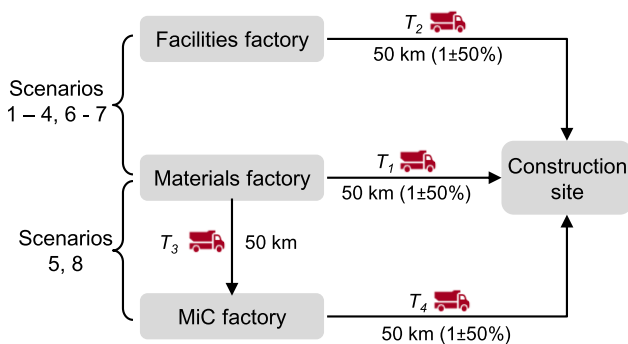 Facilities factory
T2
50 km (1±50%)
Scenarios
1 – 4, 6 - 7
Materials factory
T1
50 km (1±50%)
Construction
site
Scenarios
5, 8
T3
50 km
MiC factory
T4
50 km (1±50%)